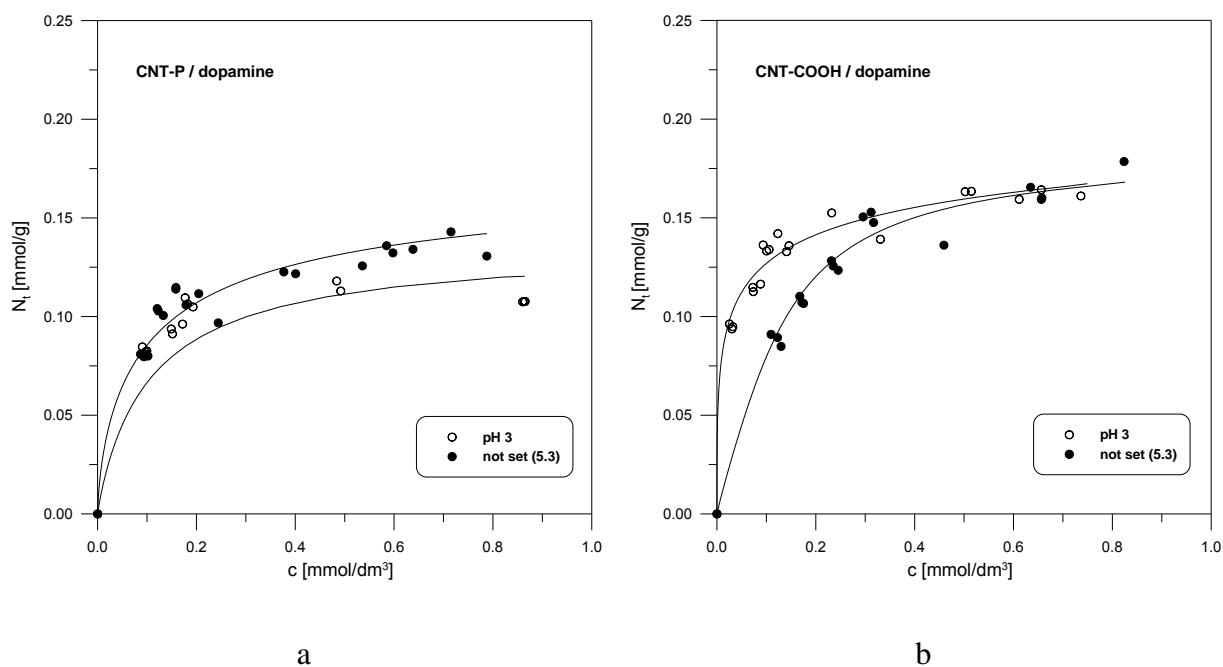 CNT-P / dopamine
N_t [mmol/g]
0.25
0.20
0.15
0.10
0.05
0.00
pH 3
not set (5.3)
0.0 0.2 0.4 0.6 0.8 1.0
c [mmol/dm³]
a
CNT-COOH / dopamine
N_t [mmol/g]
0.25
0.20
0.15
0.10
0.05
0.00
pH 3
not set (5.3)
0.0 0.2 0.4 0.6 0.8 1.0
c [mmol/dm³]
b